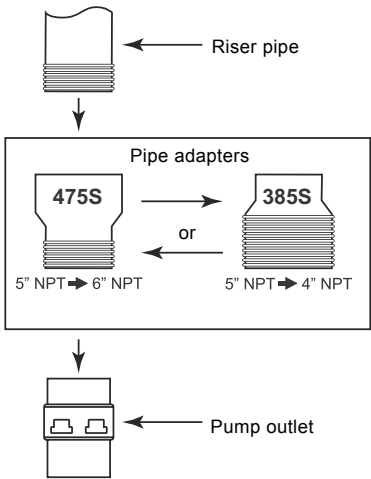 Riser pipe
Pipe adapters
475S
385S
or
5” NPT ➡ 6” NPT
5” NPT ➡ 4” NPT
Pump outlet